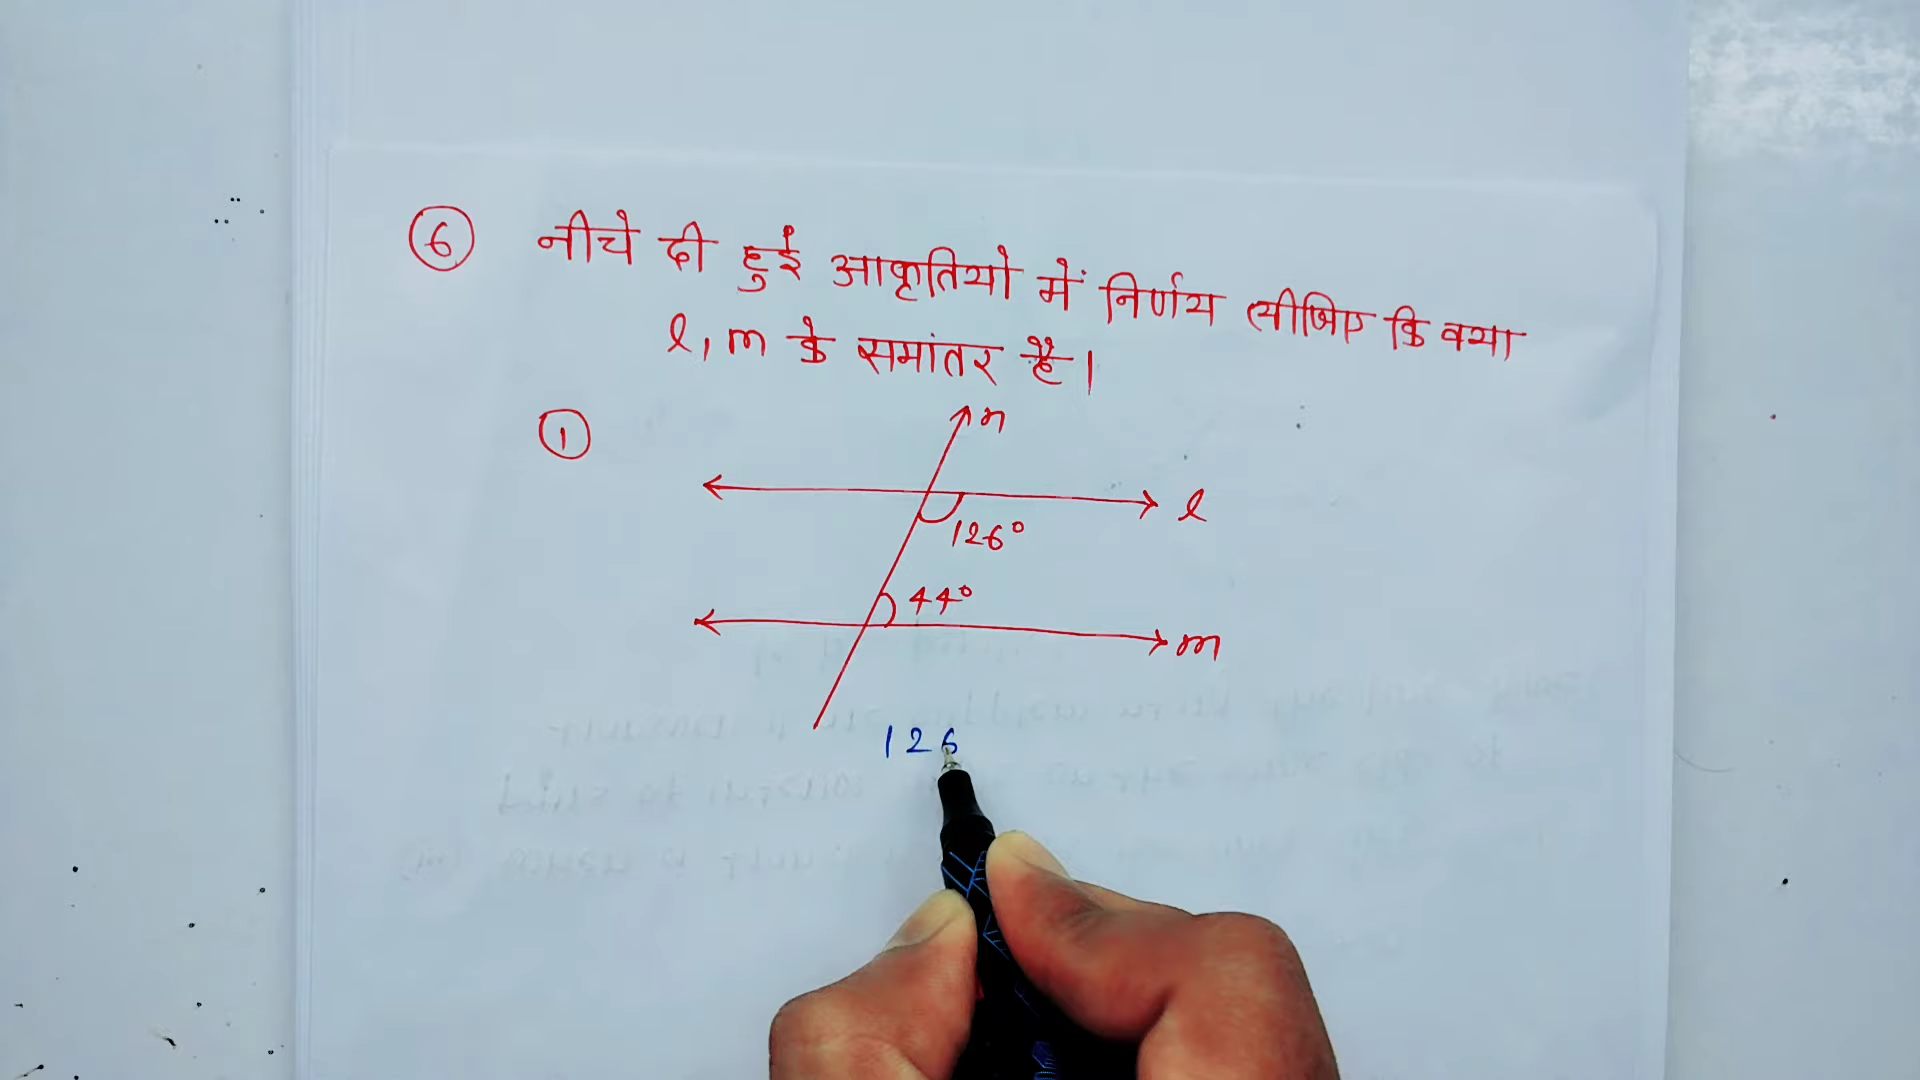 6 नीचे दी हुई आकृतियो में निर्णय लीजिए कि क्या
l, m के समांतर है।
1
n
l
126°
44°
m
126